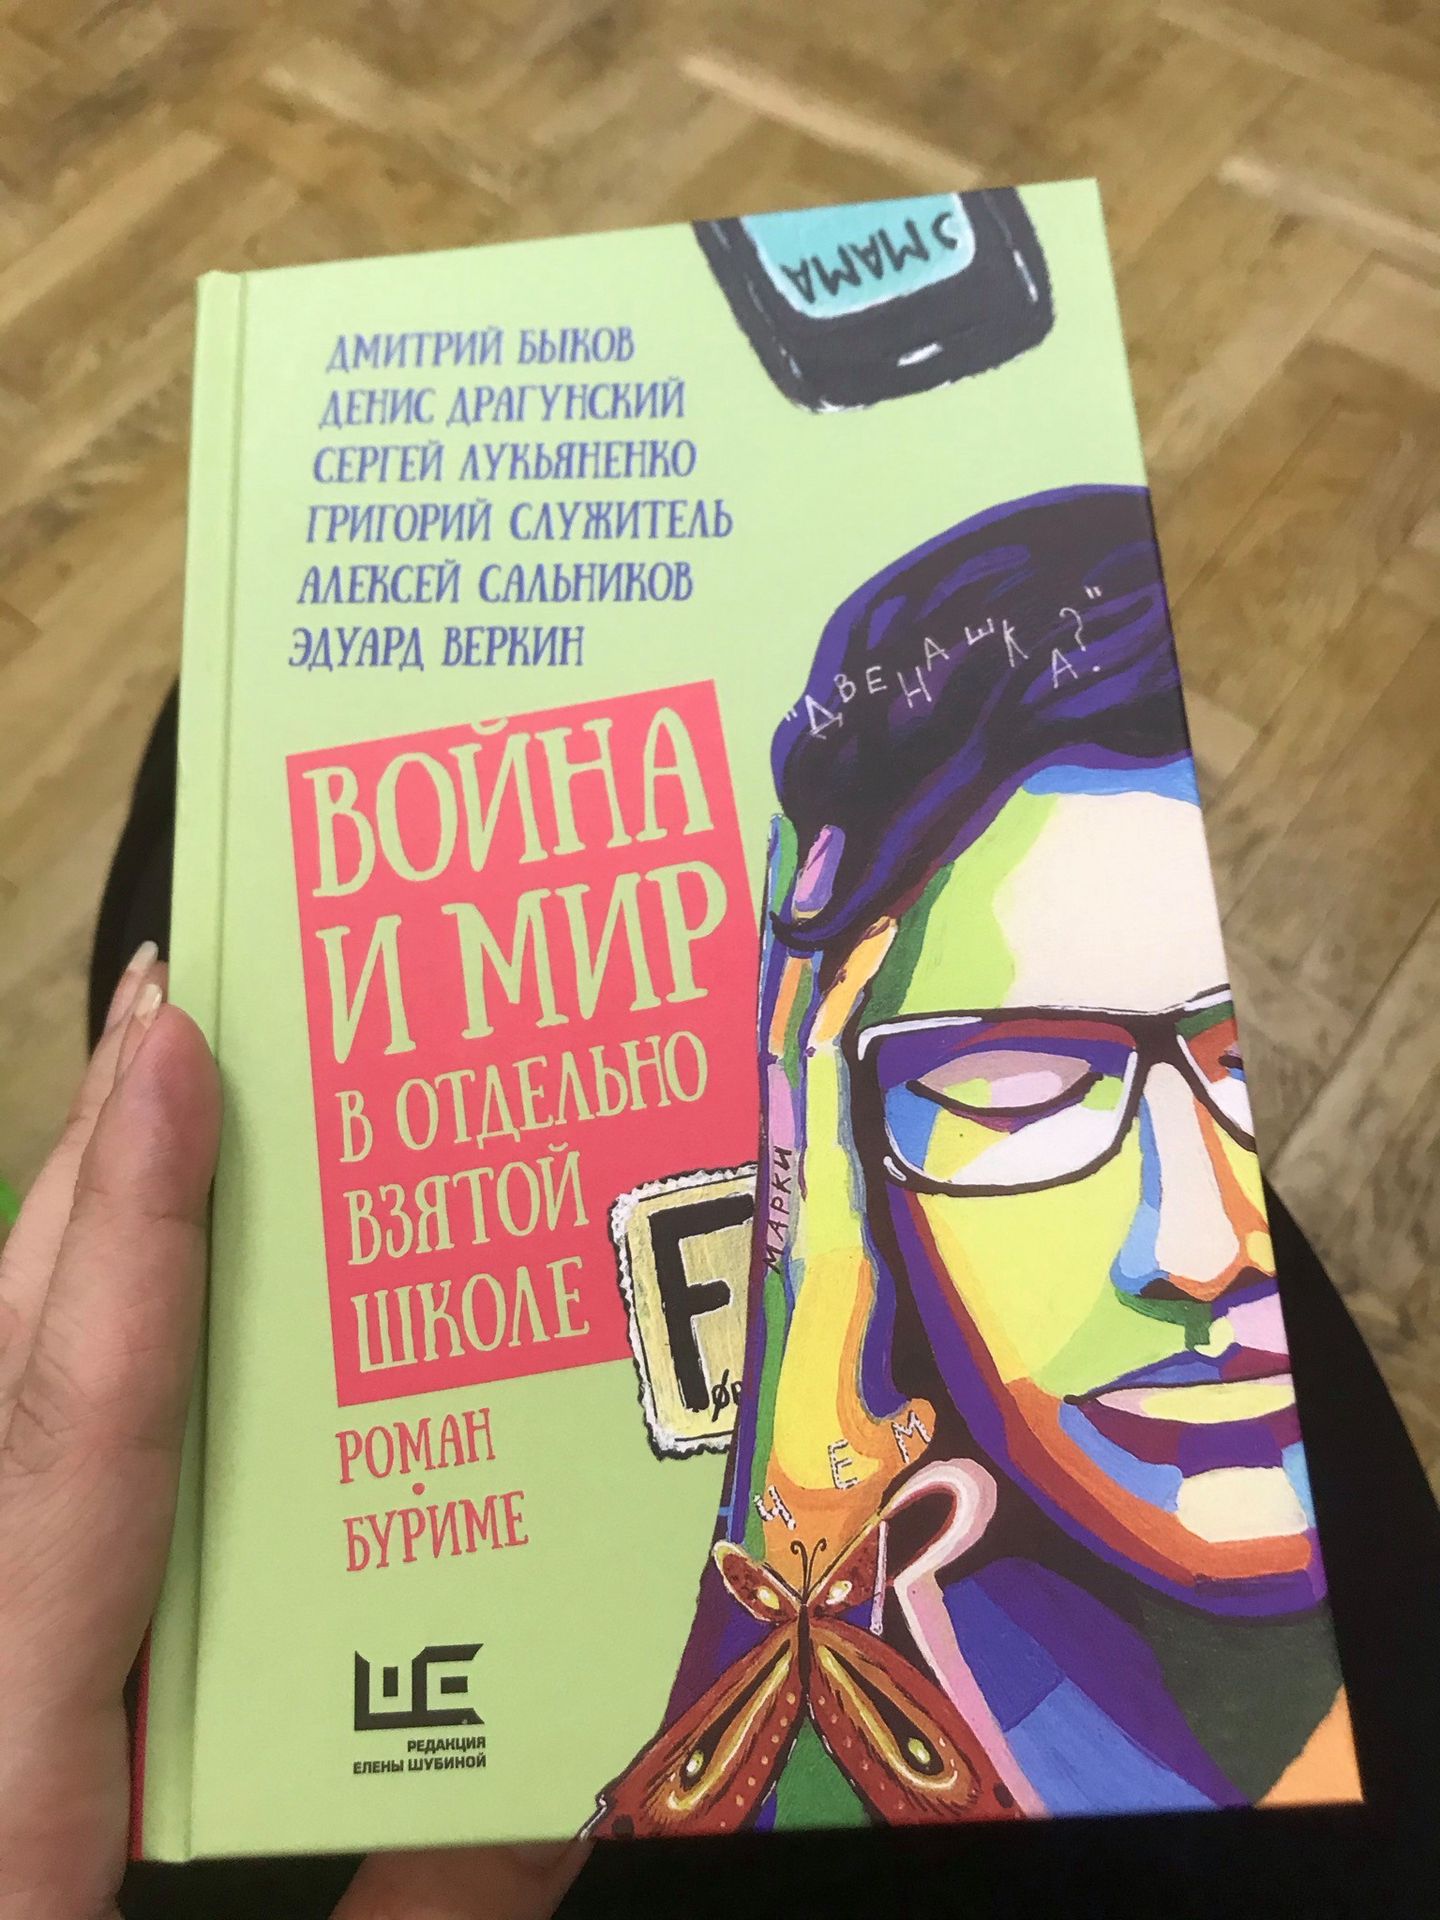 УМАМА
ДМИТРИЙ БЫКОВ
ДЕНИС ДРАГУНСКИЙ
СЕРГЕЙ ЛУКЬЯНЕНКО
ГРИГОРИЙ СЛУЖИТЕЛЬ
АЛЕКСЕЙ САЛЬНИКОВ
ЭДУАРД ВЕРКИН
"ДВЕНАШКА?"
ВОЙНА
И МИР
В ОТДЕЛЬНО
ВЗЯТОЙ
ШКОЛЕ
МАРКИ
F
РОМАН
·
БУРИМЕ
ЧЕМ
РЕДАКЦИЯ
ЕЛЕНЫ ШУБИНОЙ